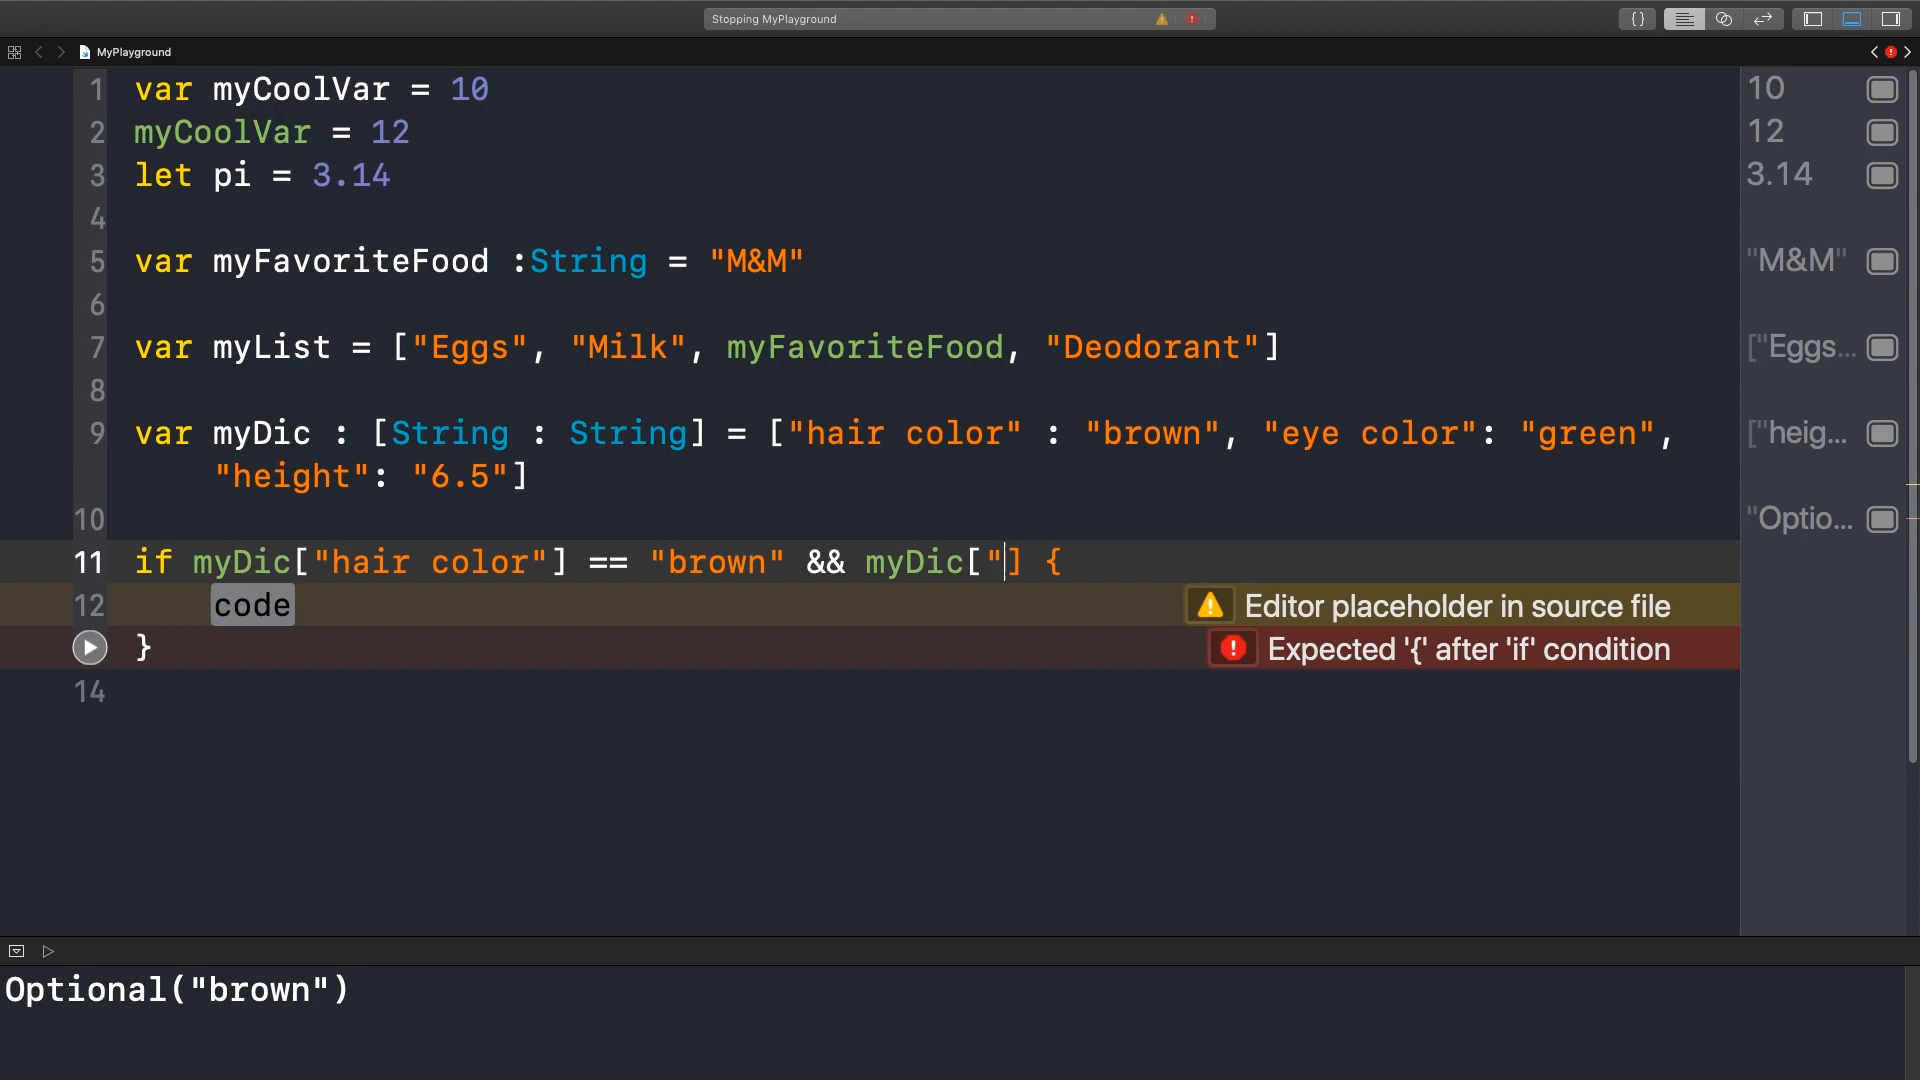 Stopping MyPlayground
{}
MyPlayground
1 var myCoolVar = 10
10
2 myCoolVar = 12
12
3 let pi = 3.14
3.14
4
5 var myFavoriteFood :String = "M&M"
"M&M"
6
7 var myList = ["Eggs", "Milk", myFavoriteFood, "Deodorant"]
["Eggs...
8
9 var myDic : [String : String] = ["hair color" : "brown", "eye color": "green",
["heig...
"height": "6.5"]
10
"Optio...
11 if myDic["hair color"] == "brown" && myDic["] {
12 code
Editor placeholder in source file
}
Expected '{' after 'if' condition
14
Optional("brown")